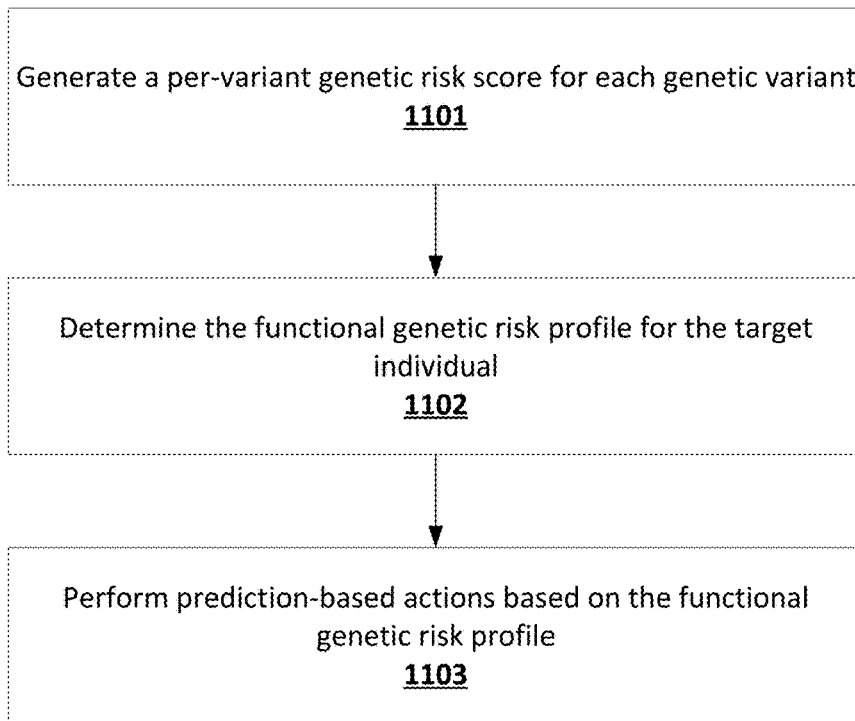 Generate a per-variant genetic risk score for each genetic variant
1101
Determine the functional genetic risk profile for the target
individual
1102
Perform prediction-based actions based on the functional
genetic risk profile
1103